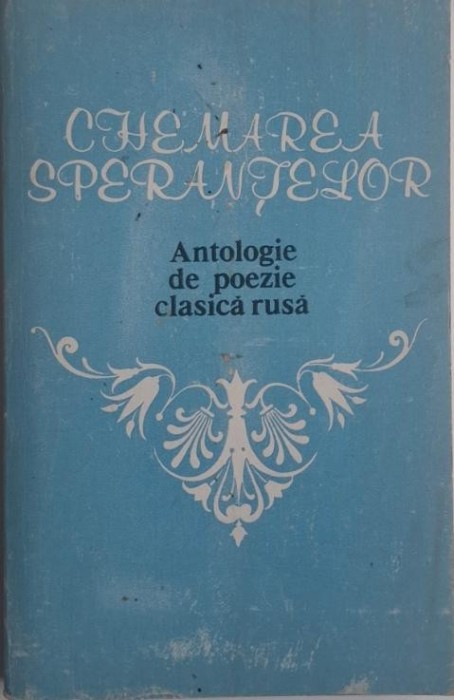 CHEMAREA
SPERANȚELOR
Antologie
de poezie
clasică rusă